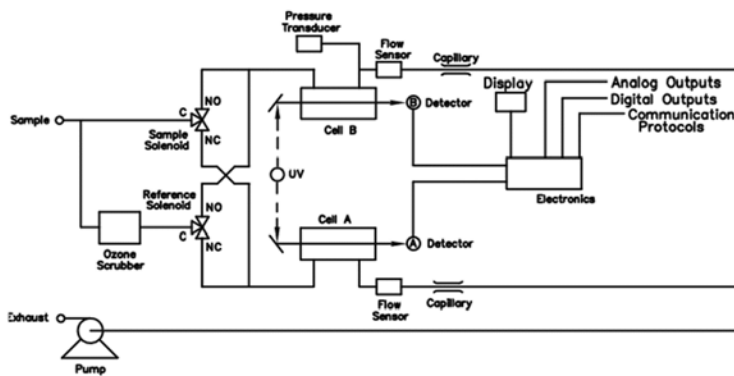 Pressure
Transducer
Flow
Sensor
Capillary
NO
C
NC
Sample
Sample
Solenoid
Cell B
B
Detector
Display
Analog Outputs
Digital Outputs
Communication
Protocols
UV
Electronics
Reference
Solenoid
NO
C
NC
Ozone
Scrubber
Cell A
A
Detector
Flow
Sensor
Capillary
Exhaust
Pump